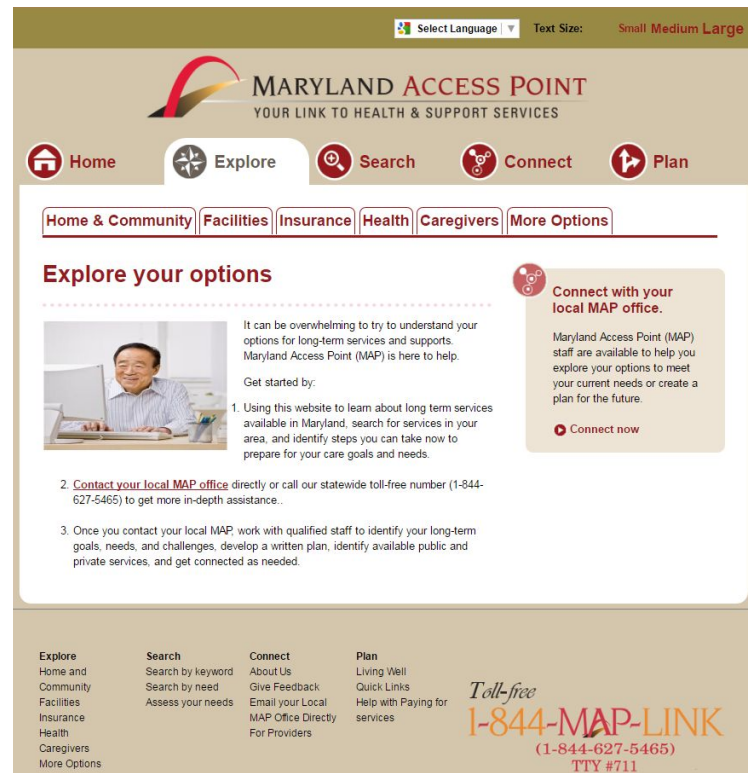 Select Language ▼ Text Size: Small Medium Large
MARYLAND ACCESS POINT
YOUR LINK TO HEALTH & SUPPORT SERVICES
Home Explore Search Connect Plan
Home & Community Facilities Insurance Health Caregivers More Options
Explore your options
It can be overwhelming to try to understand your
options for long-term services and supports.
Maryland Access Point (MAP) is here to help.
Get started by:
1. Using this website to learn about long term services
available in Maryland, search for services in your
area, and identify steps you can take now to
prepare for your care goals and needs.
2. Contact your local MAP office directly or call our statewide toll-free number (1-844-
627-5465) to get more in-depth assistance..
3. Once you contact your local MAP, work with qualified staff to identify your long-term
goals, needs, and challenges, develop a written plan, identify available public and
private services, and get connected as needed.
Connect with your
local MAP office.
Maryland Access Point (MAP)
staff are available to help you
explore your options to meet
your current needs or create a
plan for the future.
Connect now
Explore
Home and
Community
Facilities
Insurance
Health
Caregivers
More Options
Search
Search by keyword
Search by need
Assess your needs
Connect
About Us
Give Feedback
Email your Local
MAP Office Directly
For Providers
Plan
Living Well
Quick Links
Help with Paying for
services
Toll-free
1-844-MAP-LINK
(1-844-627-5465)
TTY #711